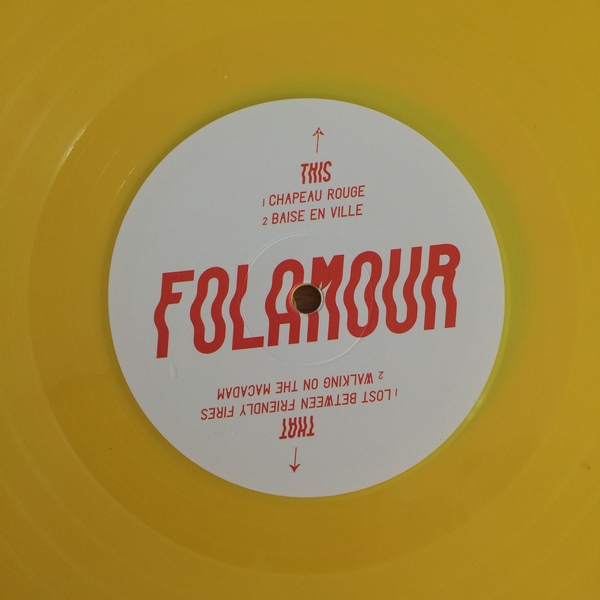 THIS
1 CHAPEAU ROUGE
2 BAISE EN VILLE
FOLAMOUR
THAT
1 LOST BETWEEN FRIENDLY FIRES
2 WALKING ON THE MACADAM